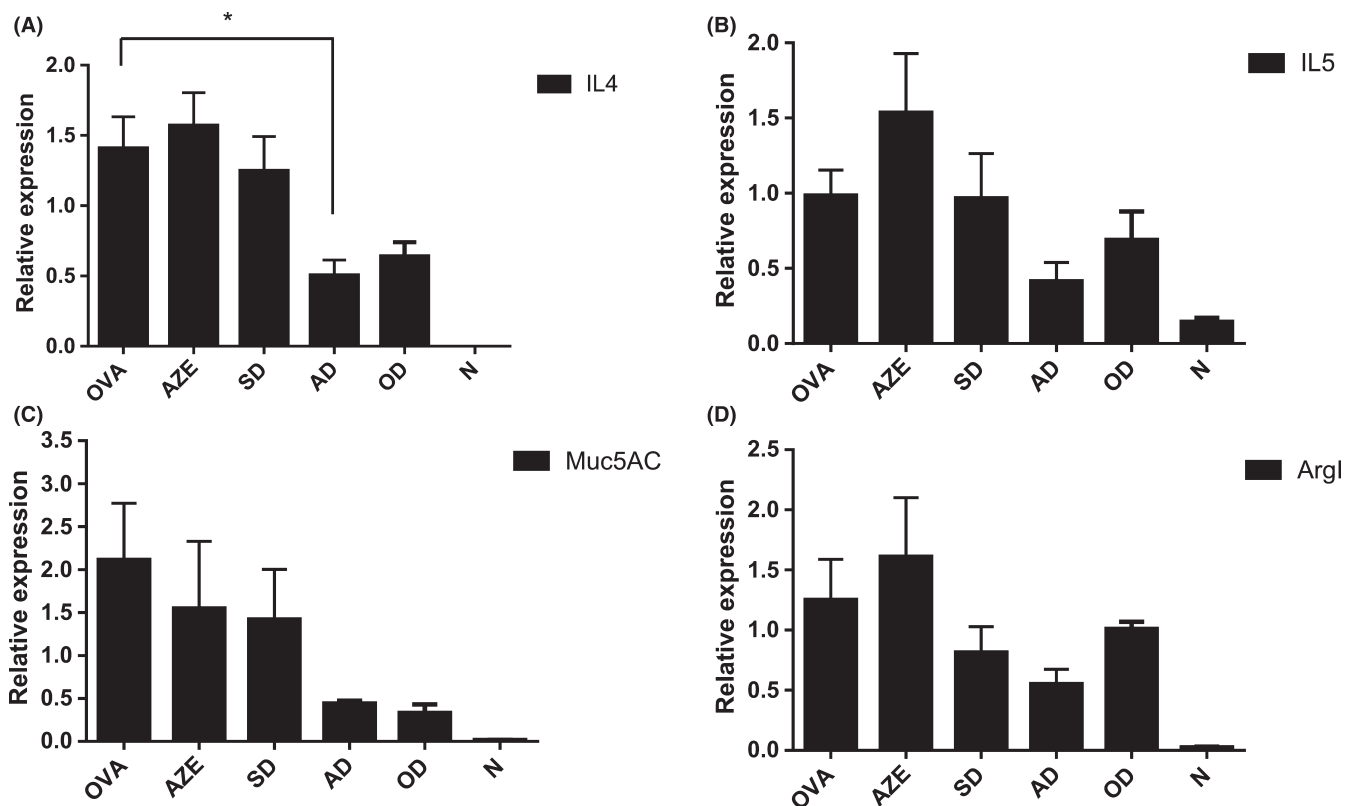 (A)
*
IL4
Relative expression
2.0
1.5
1.0
0.5
0.0
OVA AZE SD AD OD N
(B)
IL5
Relative expression
2.0
1.5
1.0
0.5
0.0
OVA AZE SD AD OD N
(C)
Muc5AC
Relative expression
3.5
3.0
2.5
2.0
1.5
1.0
0.5
0.0
OVA AZE SD AD OD N
(D)
ArgI
Relative expression
2.5
2.0
1.5
1.0
0.5
0.0
OVA AZE SD AD OD N